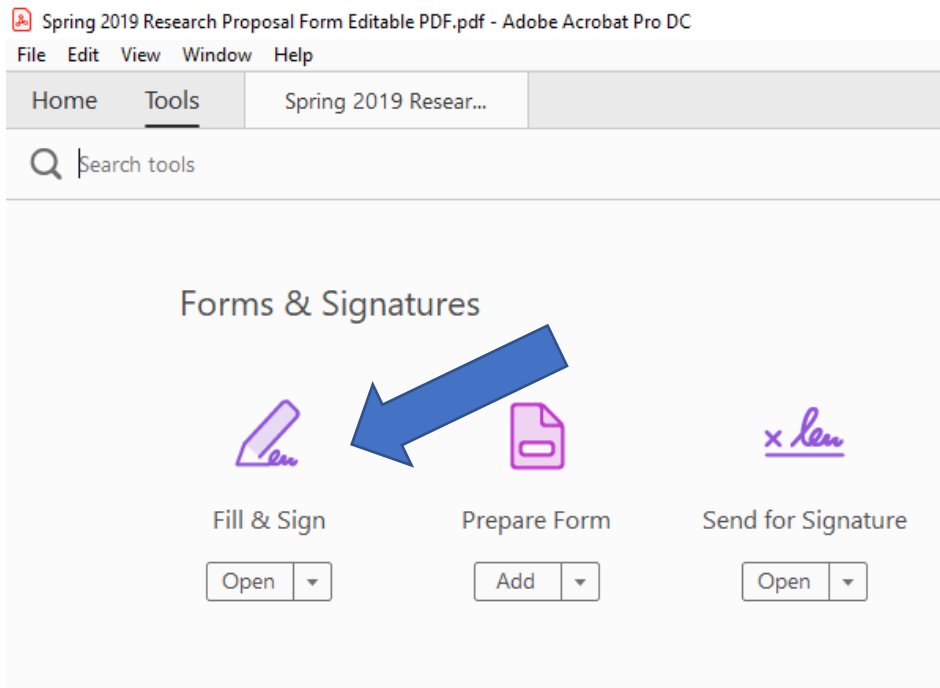 Spring 2019 Research Proposal Form Editable PDF.pdf - Adobe Acrobat Pro DC
File Edit View Window Help
Home Tools Spring 2019 Resear...
Search tools
Forms & Signatures
Fill & Sign Prepare Form Send for Signature
Open Add Open